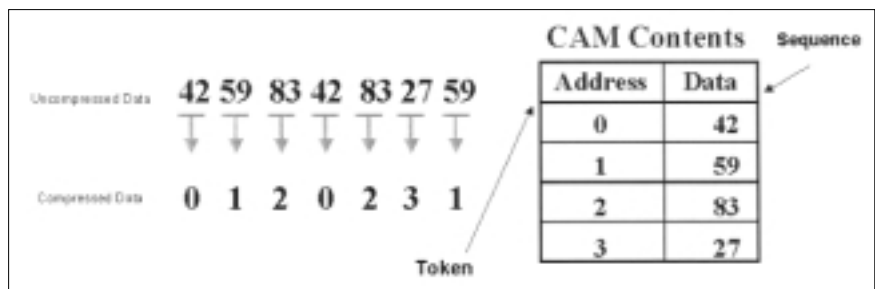 CAM Contents
Sequence
Uncompressed Data
42 59 83 42 83 27 59
Compressed Data
0 1 2 0 2 3 1
Token
Address Data
0 42
1 59
2 83
3 27